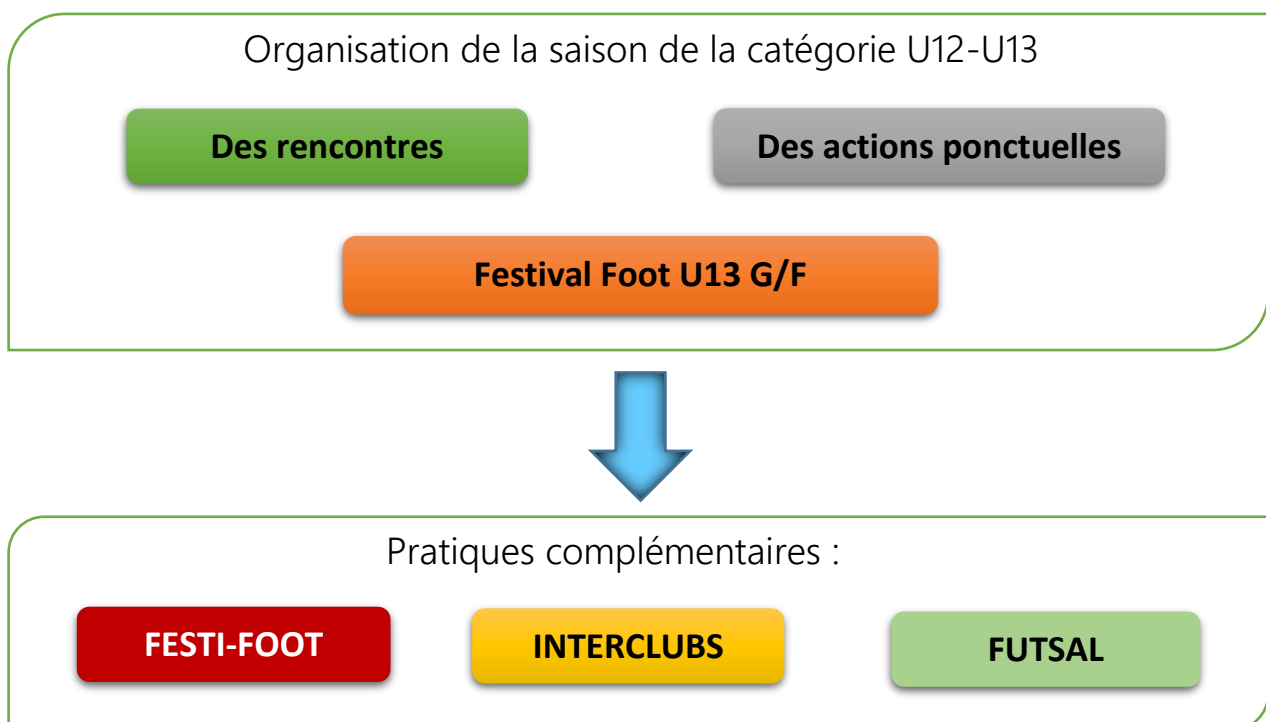 Organisation de la saison de la catégorie U12-U13
Des rencontres
Des actions ponctuelles
Festival Foot U13 G/F
Pratiques complémentaires :
FESTI-FOOT
INTERCLUBS
FUTSAL